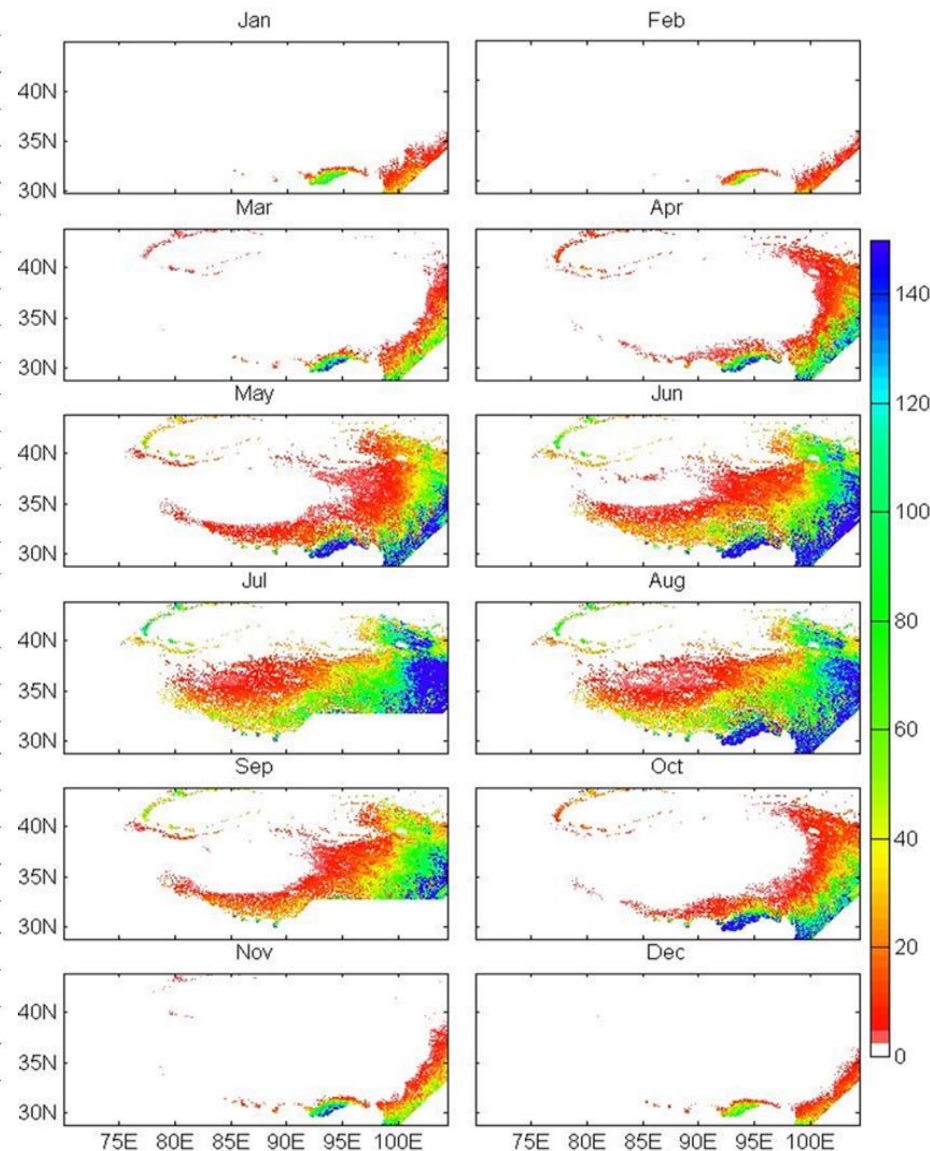 Jan Feb
40N
35N
30N
Mar Apr
40N
35N
30N
140
May Jun
120
40N
35N
30N
100
Jul Aug
80
40N
35N
60
30N
Sep Oct
40N
40
35N
30N
20
Nov Dec
40N
0
35N
30N
75E 80E 85E 90E 95E 100E 75E 80E 85E 90E 95E 100E